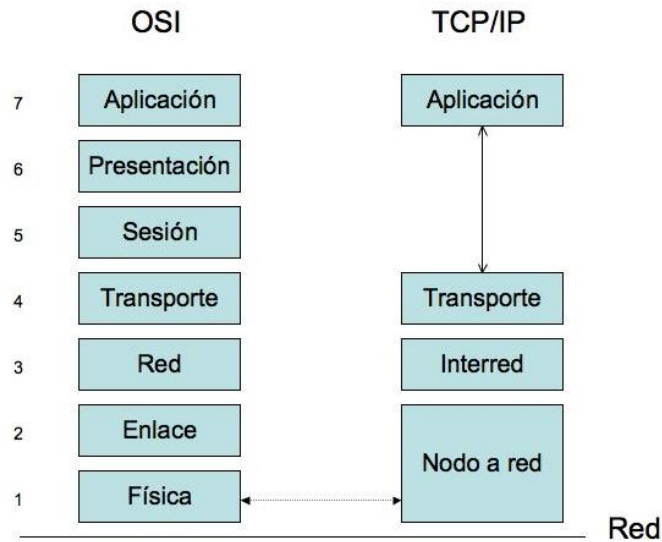 OSI TCP/IP
7 Aplicación Aplicación
6 Presentación
5 Sesión
4 Transporte Transporte
3 Red Interred
2 Enlace
Nodo a red
1 Física
Red